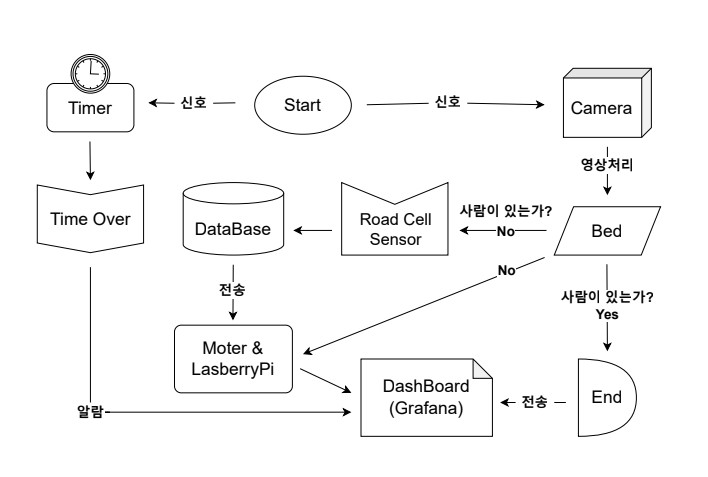 Timer
신호
Start
신호
Camera
영상처리
Time Over
DataBase
Road Cell
Sensor
사람이 있는가?
No
Bed
No
전송
사람이 있는가?
Yes
Moter &
LasberryPi
DashBoard
(Grafana)
전송
End
알람